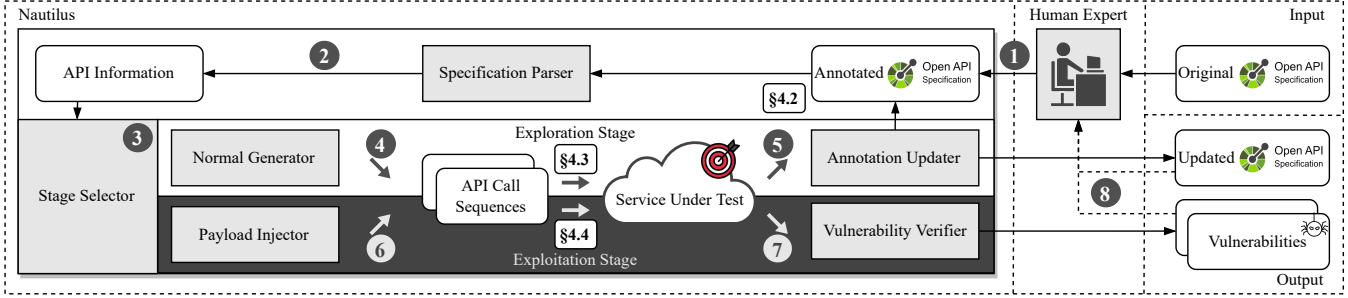 Nautilus
Human Expert
Input
1
2
API Information
Specification Parser
Annotated
Open API
Specification
Original
Open API
Specification
§4.2
3
Stage Selector
Normal Generator
4
Exploration Stage
§4.3
API Call
Sequences
Service Under Test
5
Annotation Updater
Updated
Open API
Specification
8
Payload Injector
6
§4.4
Exploitation Stage
7
Vulnerability Verifier
Vulnerabilities
Output